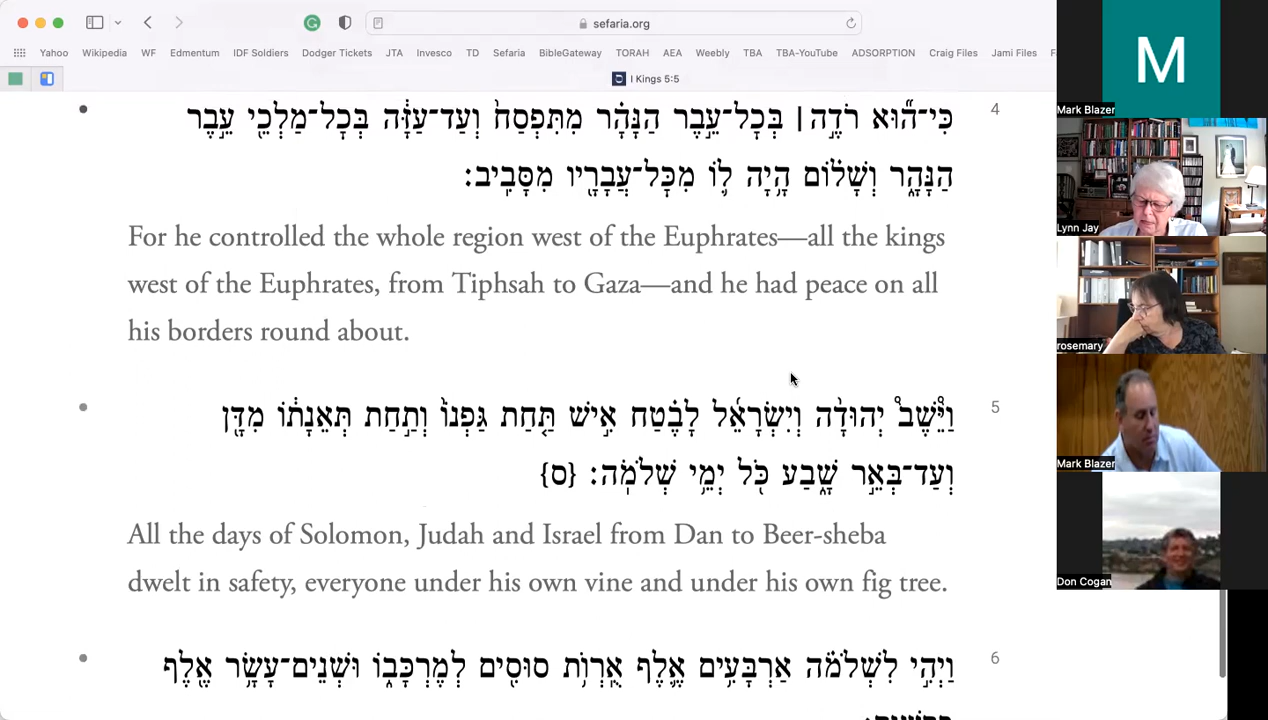 sefaria.org
Yahoo Wikipedia WF Edmentum IDF Soldiers Dodger Tickets JTA Invesco TD Sefaria BibleGateway TORAH AEA Weebly TBA TBA-YouTube ADSORPTION Craig Files Jami Files
I Kings 5:5
4
כִּי־ה֞וּא רֹדֶ֣ה ׀ בְּכָל־עֵ֣בֶר הַנָּהָ֗ר מִתִּפְסַח֙ וְעַד־עַזָּ֔ה בְּכָל־מַלְכֵ֖י עֵ֣בֶר
הַנָּהָ֑ר וְשָׁל֗וֹם הָ֥יָה ל֛וֹ מִכָּל־עֲבָרָ֖יו מִסָּבִֽיב׃
For he controlled the whole region west of the Euphrates—all the kings
west of the Euphrates, from Tiphsah to Gaza—and he had peace on all
his borders round about.
5
וַיֵּ֩שֶׁב֩ יְהוּדָ֨ה וְיִשְׂרָאֵ֜ל לָבֶ֗טַח אִ֣ישׁ תַּ֤חַת גַּפְנוֹ֙ וְתַ֣חַת תְּאֵֽנָת֔וֹ מִדָּ֖ן
וְעַד־בְּאֵ֣ר שָׁ֑בַע כֹּ֖ל יְמֵ֥י שְׁלֹמֹֽה׃ {ס}
All the days of Solomon, Judah and Israel from Dan to Beer-sheba
dwelt in safety, everyone under his own vine and under his own fig tree.
6
וַיְהִ֣י לִשְׁלֹמֹ֗ה אַרְבָּעִ֥ים אֶ֛לֶף אֻרְוֺ֥ת סוּסִ֖ים לְמֶרְכָּב֑וֹ וּשְׁנֵים־עָשָׂ֥ר אֶ֖לֶף
M
Mark Blazer
Lynn Jay
rosemary
Mark Blazer
Don Cogan